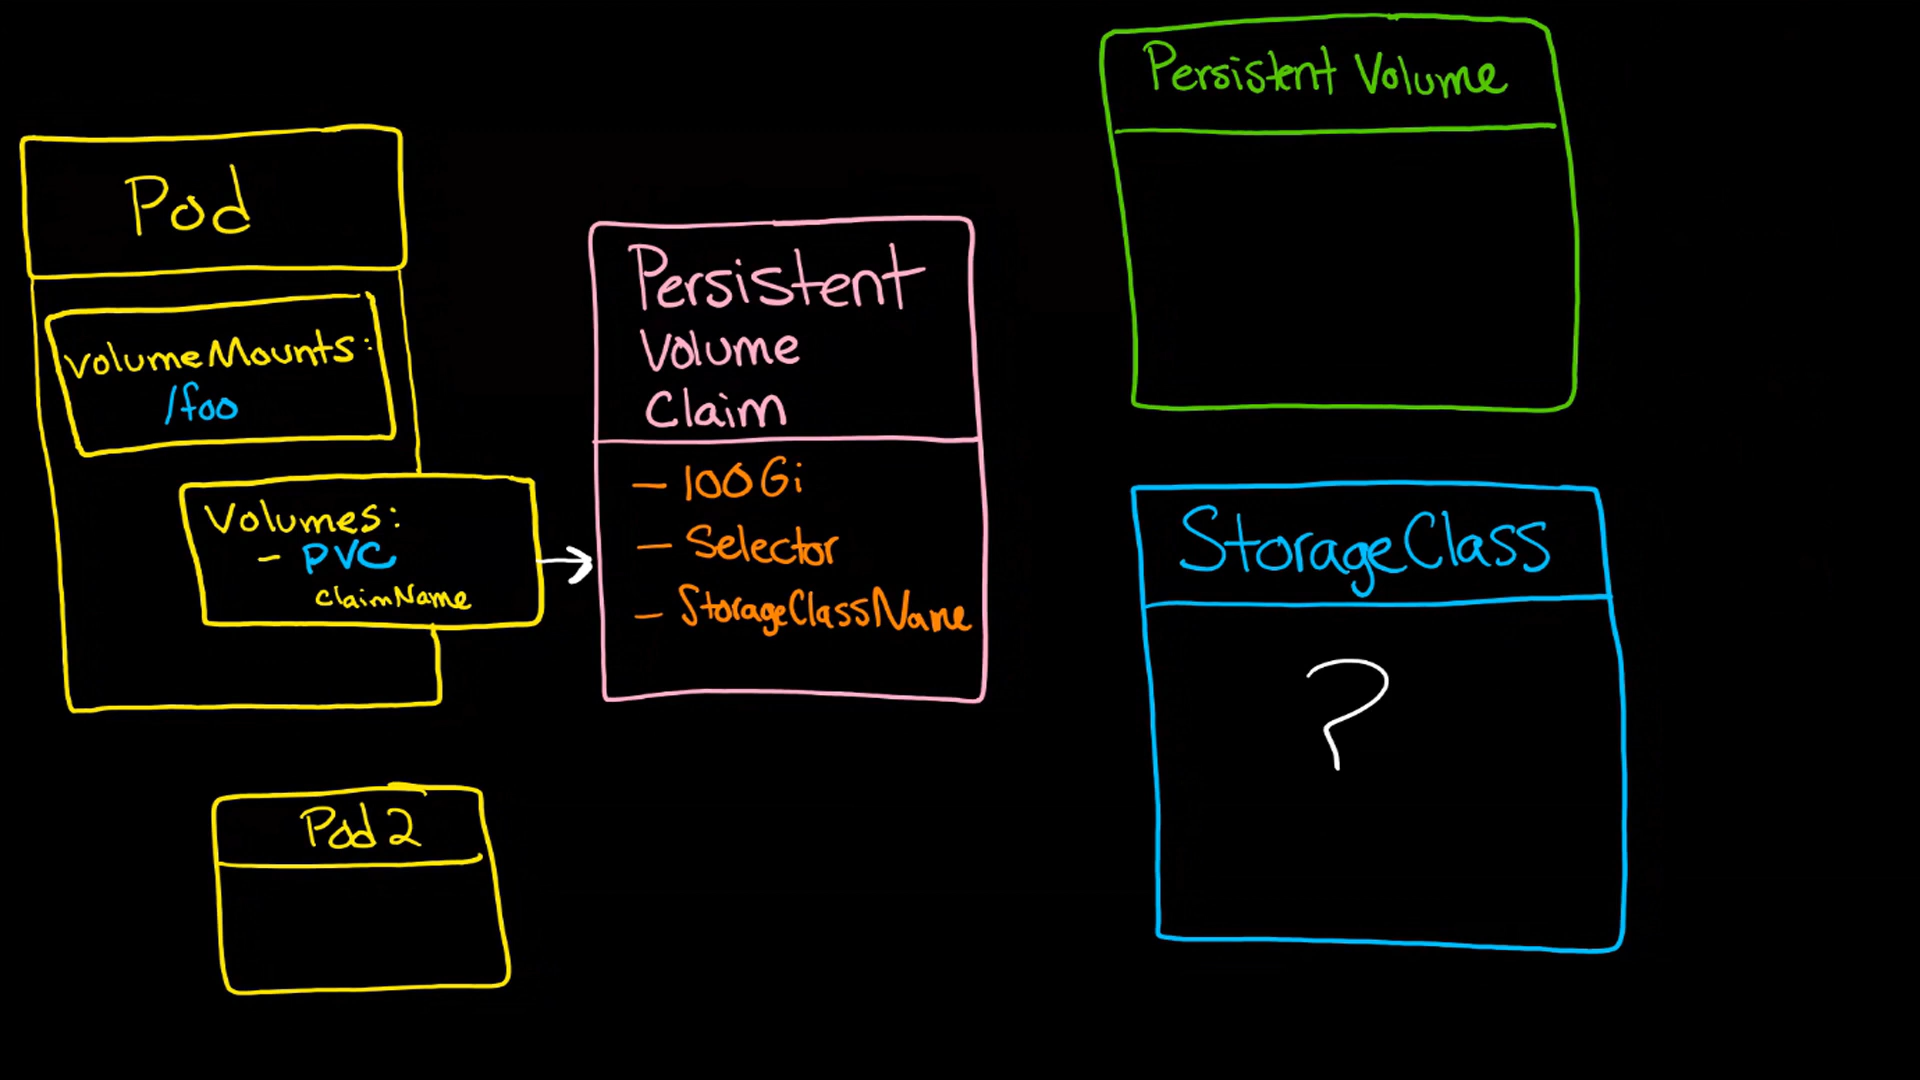 Pod
volumeMounts:
/foo
Volumes:
- PVC
claimName
Pod 2
Persistent
Volume
Claim
- 100Gi
- Selector
- StorageClassName
Persistent Volume
StorageClass
?